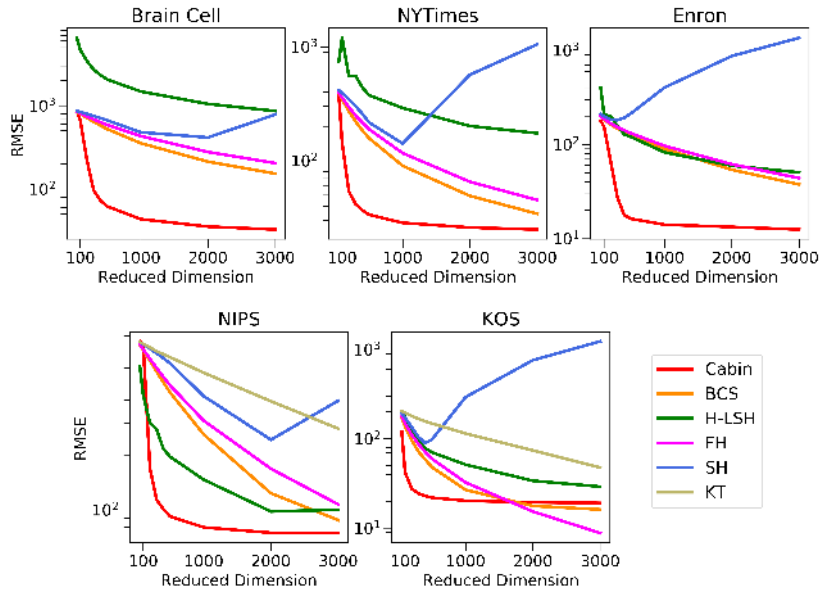 Brain Cell
NYTimes
Enron
RMSE
10³
10²
100 1000 2000 3000
Reduced Dimension
10³
10²
100 1000 2000 3000
Reduced Dimension
10³
10²
10¹
100 1000 2000 3000
Reduced Dimension
NIPS
KOS
RMSE
10²
100 1000 2000 3000
Reduced Dimension
10³
10²
10¹
100 1000 2000 3000
Reduced Dimension
Cabin
BCS
H-LSH
FH
SH
KT